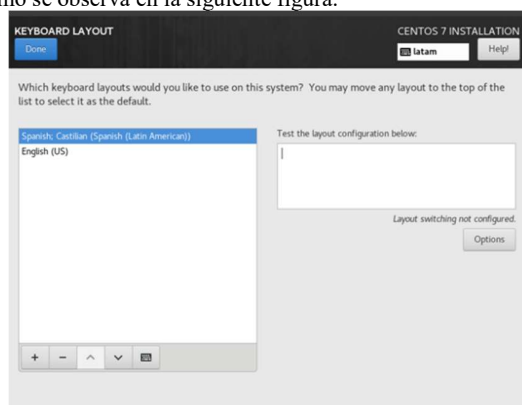 mo se observa en la siguiente figura.
KEYBOARD LAYOUT
CENTOS 7 INSTALLATION
Done
latam
Help!
Which keyboard layouts would you like to use on this system? You may move any layout to the top of the
list to select it as the default.
Spanish; Castilian (Spanish (Latin American))
English (US)
Test the layout configuration below:
Layout switching not configured.
Options